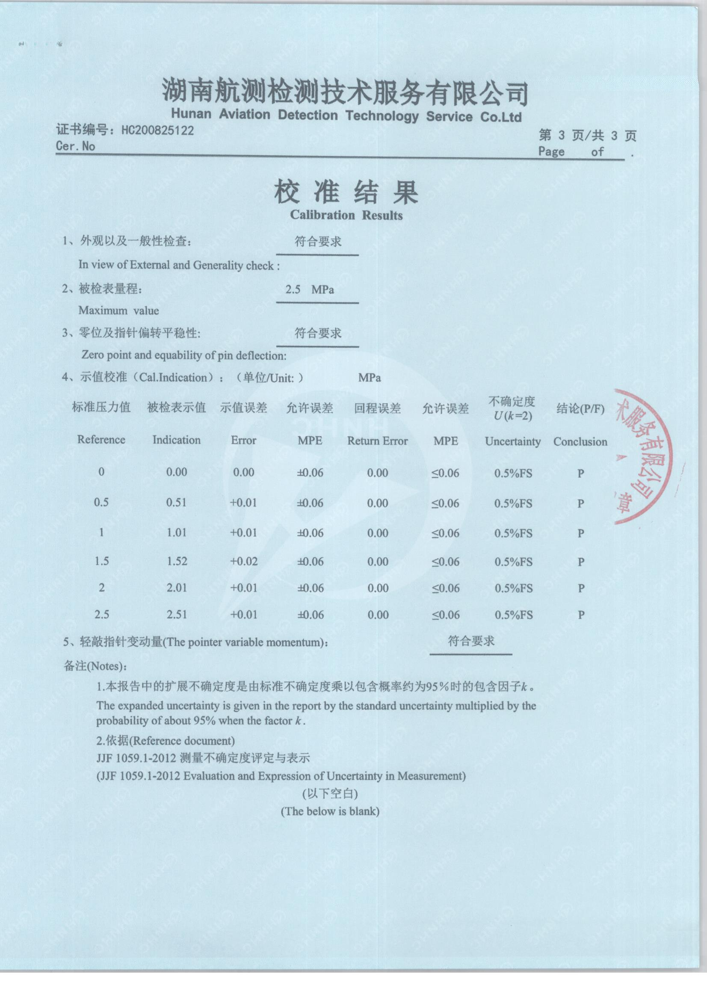 湖南航测检测技术服务有限公司
Hunan Aviation Detection Technology Service Co.Ltd
证书编号：HC200825122
第 3 页/共 3 页
Cer.No
Page of .
校 准 结 果
Calibration Results
1、外观以及一般性检查： 符合要求
In view of External and Generality check :
2、被检表量程： 2.5 MPa
Maximum value
3、零位及指针偏转平稳性: 符合要求
Zero point and equability of pin deflection:
4、示值校准（Cal.Indication）：（单位/Unit: ） MPa
标准压力值 被检表示值 示值误差 允许误差 回程误差 允许误差 不确定度 U(k=2) 结论(P/F)
Reference Indication Error MPE Return Error MPE Uncertainty Conclusion
0 0.00 0.00 ±0.06 0.00 ≤0.06 0.5%FS P
0.5 0.51 +0.01 ±0.06 0.00 ≤0.06 0.5%FS P
1 1.01 +0.01 ±0.06 0.00 ≤0.06 0.5%FS P
1.5 1.52 +0.02 ±0.06 0.00 ≤0.06 0.5%FS P
2 2.01 +0.01 ±0.06 0.00 ≤0.06 0.5%FS P
2.5 2.51 +0.01 ±0.06 0.00 ≤0.06 0.5%FS P
5、轻敲指针变动量(The pointer variable momentum)： 符合要求
备注(Notes)：
1.本报告中的扩展不确定度是由标准不确定度乘以包含概率约为95%时的包含因子k。
The expanded uncertainty is given in the report by the standard uncertainty multiplied by the
probability of about 95% when the factor k.
2.依据(Reference document)
JJF 1059.1-2012 测量不确定度评定与表示
(JJF 1059.1-2012 Evaluation and Expression of Uncertainty in Measurement)
(以下空白)
(The below is blank)
术服务有限公司
章
HNHC